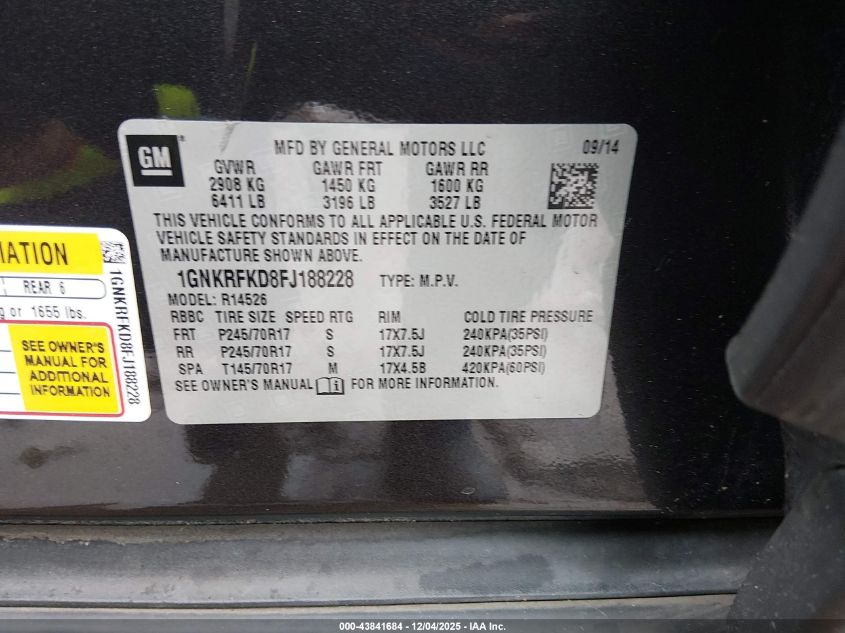 GM
MFD BY GENERAL MOTORS LLC 09/14
GVWR GAWR FRT GAWR RR
2908 KG 1450 KG 1600 KG
6411 LB 3196 LB 3527 LB
THIS VEHICLE CONFORMS TO ALL APPLICABLE U.S. FEDERAL MOTOR
VEHICLE SAFETY STANDARDS IN EFFECT ON THE DATE OF
MANUFACTURE SHOWN ABOVE.
1GNKRFKD8FJ188228 TYPE: M.P.V.
MODEL: R14526
RBBC TIRE SIZE SPEED RTG RIM COLD TIRE PRESSURE
FRT P245/70R17 S 17X7.5J 240KPA(35PSI)
RR P245/70R17 S 17X7.5J 240KPA(35PSI)
SPA T145/70R17 M 17X4.5B 420KPA(60PSI)
SEE OWNER'S MANUAL FOR MORE INFORMATION.
REAR 6
or 1655 lbs.
SEE OWNER'S
MANUAL FOR
ADDITIONAL
INFORMATION
1GNKRFKD8FJ188228
000-43841684 - 12/04/2025 - IAA Inc.